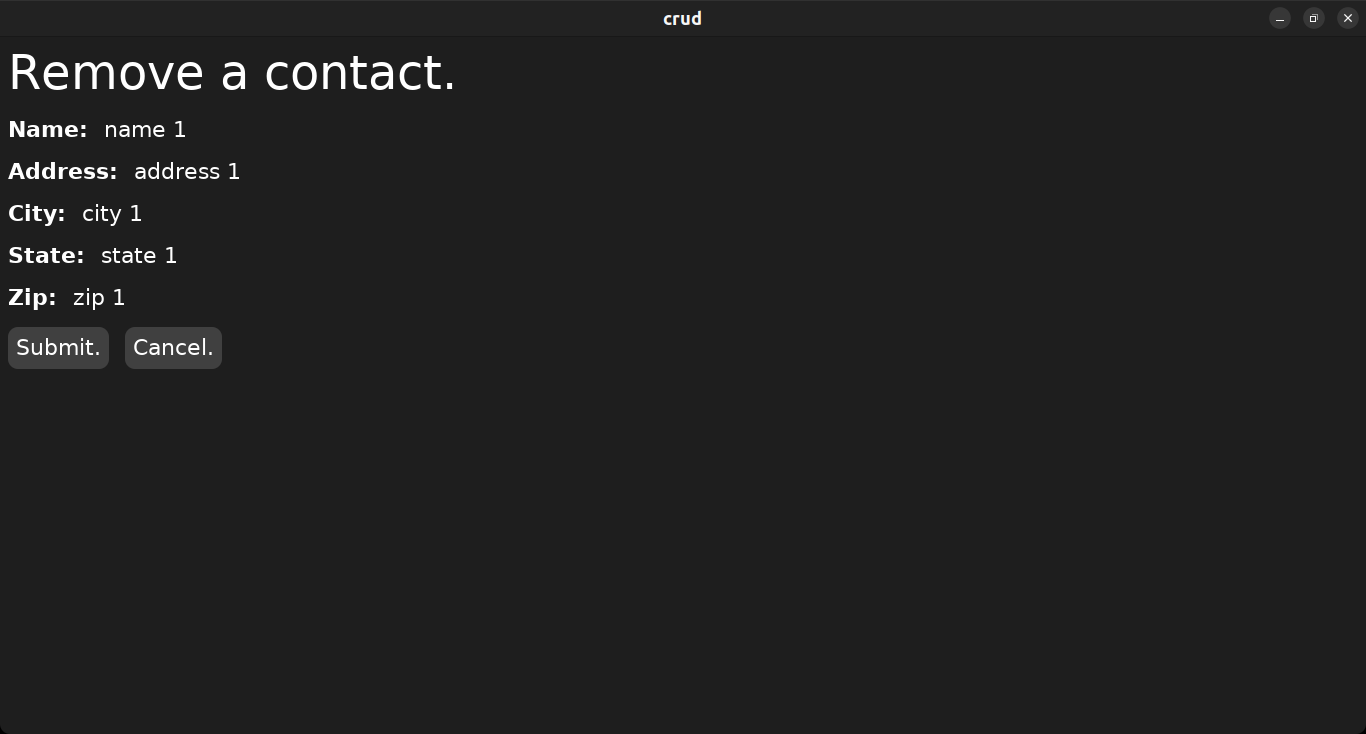 crud
Remove a contact.
Name: name 1
Address: address 1
City: city 1
State: state 1
Zip: zip 1
Submit. Cancel.